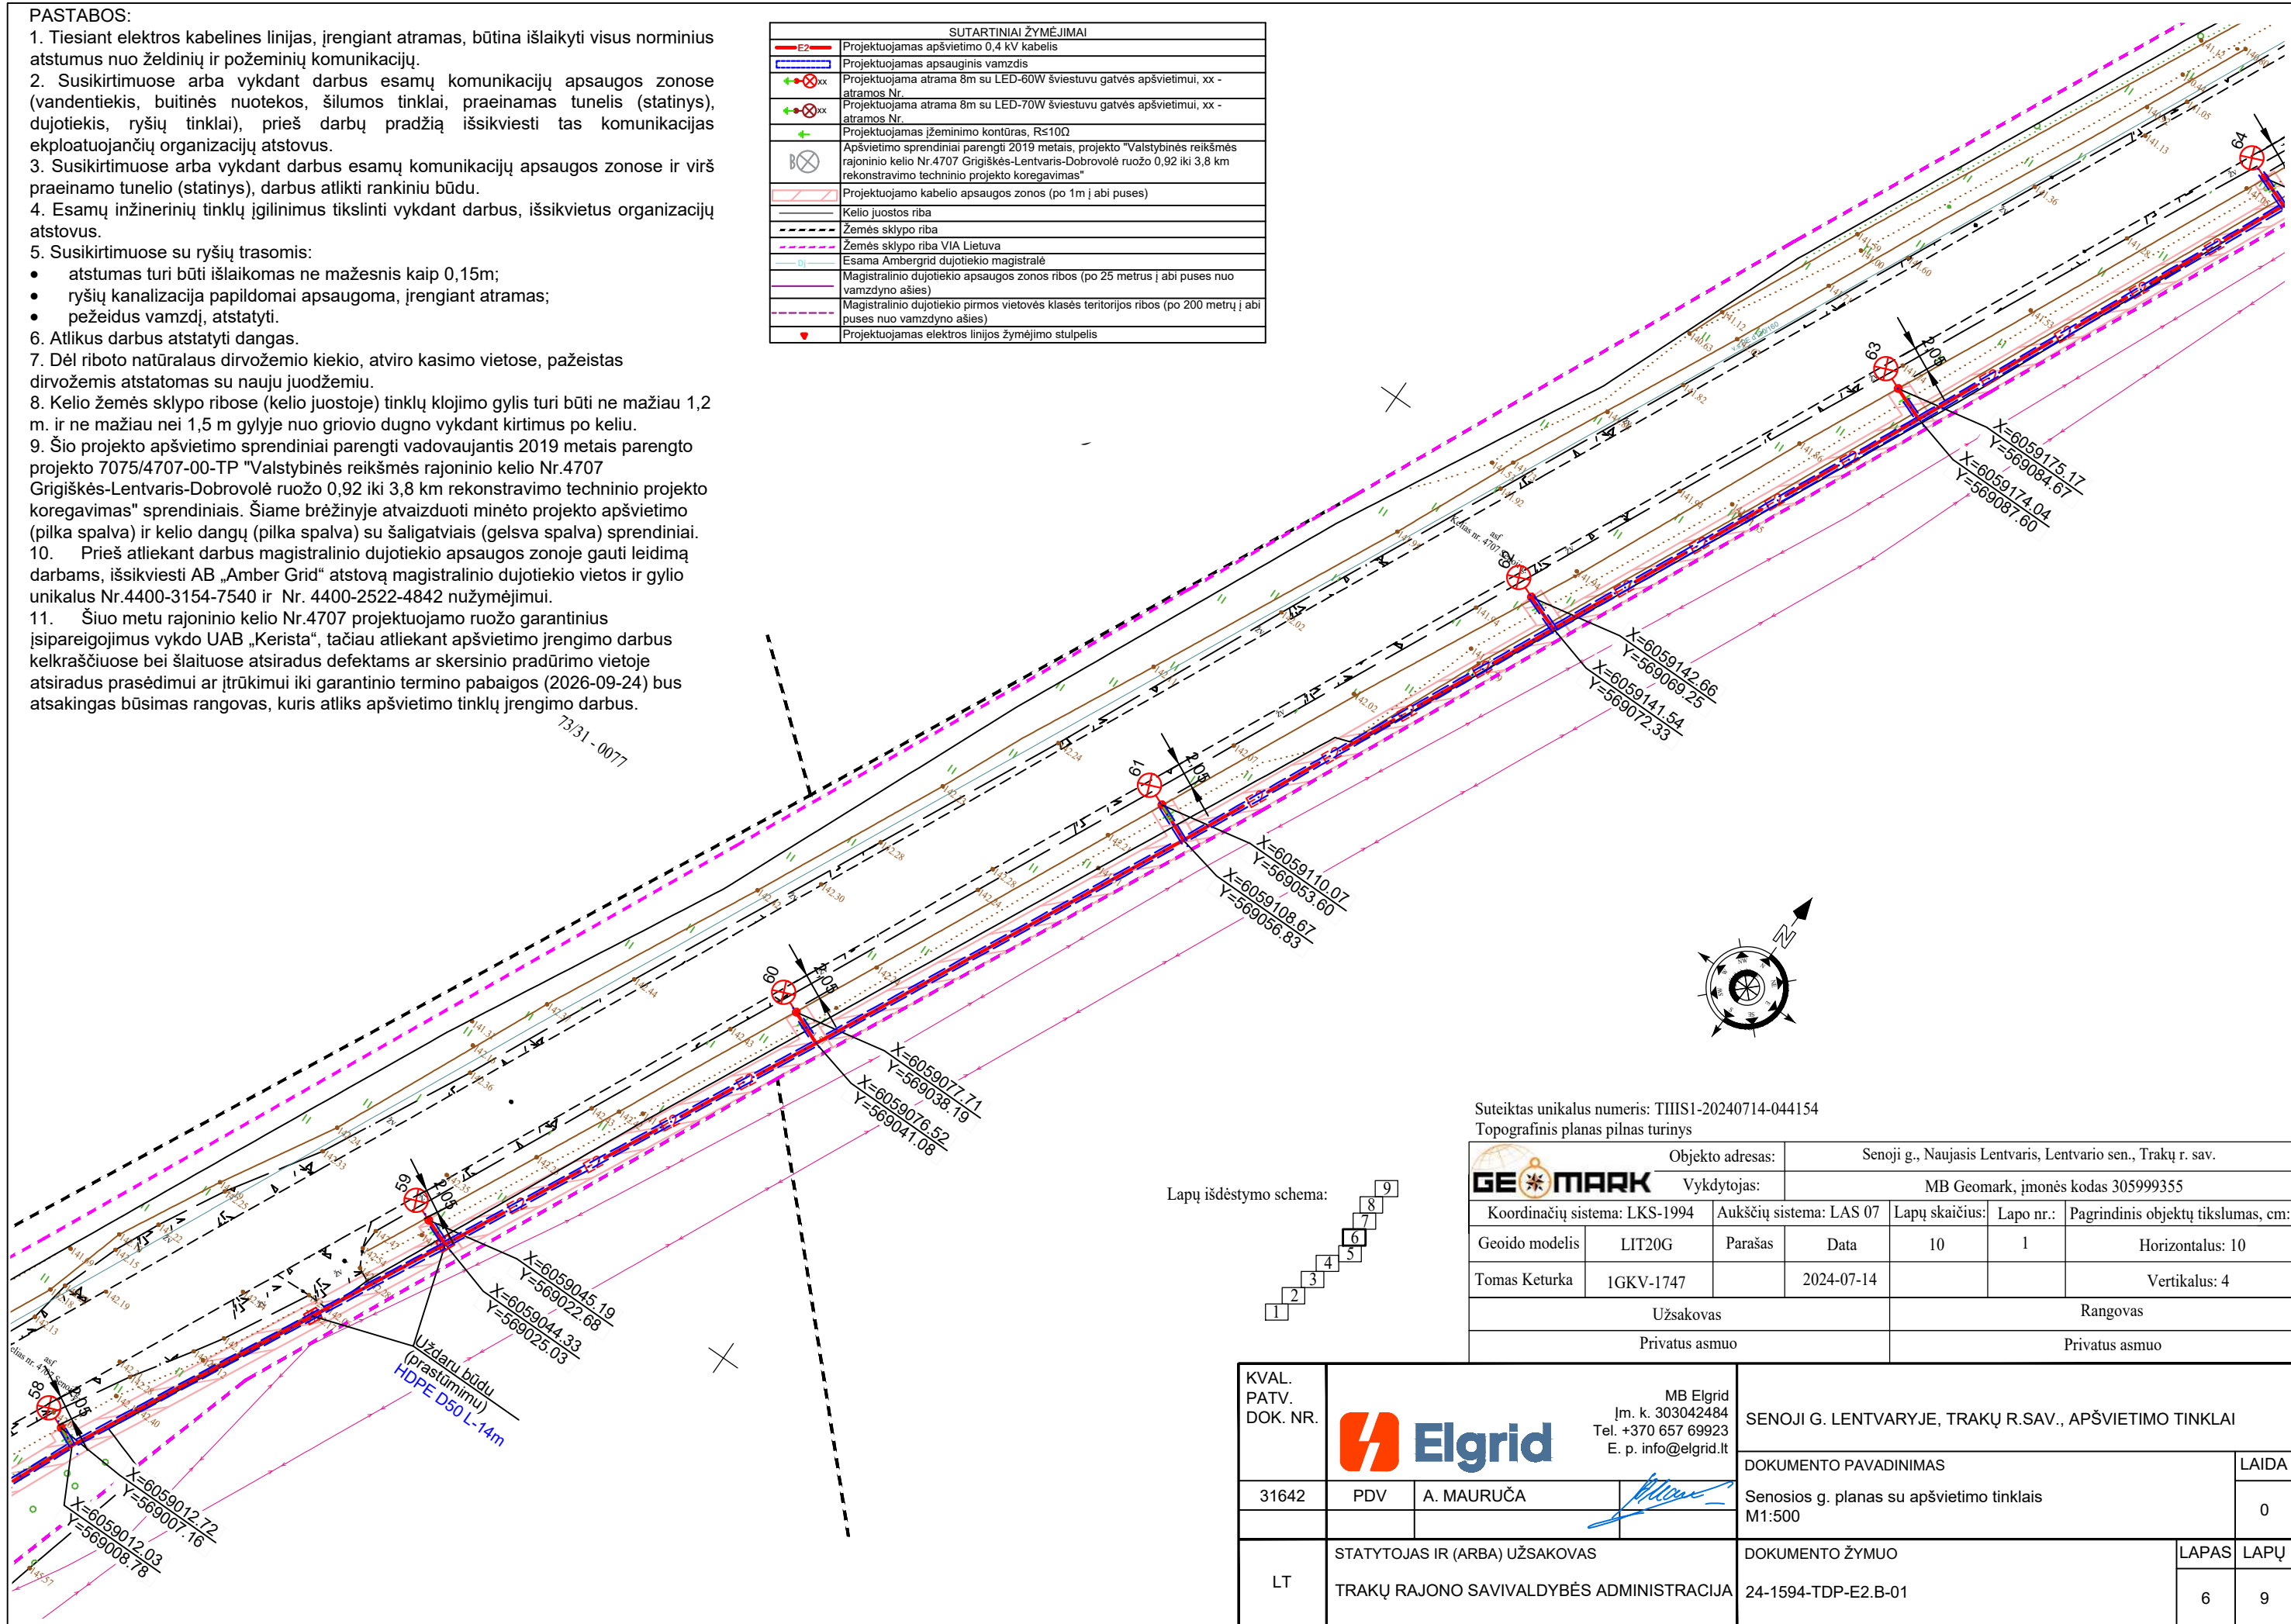 PASTABOS:
1. Tiesiant elektros kabelines linijas, įrengiant atramas, būtina išlaikyti visus norminius
atstumus nuo želdinių ir požeminių komunikacijų.
2. Susikirtimuose arba vykdant darbus esamų komunikacijų apsaugos zonose
(vandentiekis, buitinės nuotekos, šilumos tinklai, praeinamas tunelis (statinys),
dujotiekis, ryšių tinklai), prieš darbų pradžią išsikviesti tas komunikacijas
ekploatuojančių organizacijų atstovus.
3. Susikirtimuose arba vykdant darbus esamų komunikacijų apsaugos zonose ir virš
praeinamo tunelio (statinys), darbus atlikti rankiniu būdu.
4. Esamų inžinerinių tinklų įgilinimus tikslinti vykdant darbus, išsikvietus organizacijų
atstovus.
5. Susikirtimuose su ryšių trasomis:
• atstumas turi būti išlaikomas ne mažesnis kaip 0,15m;
• ryšių kanalizacija papildomai apsaugoma, įrengiant atramas;
• pežeidus vamzdį, atstatyti.
6. Atlikus darbus atstatyti dangas.
7. Dėl riboto natūralaus dirvožemio kiekio, atviro kasimo vietose, pažeistas
dirvožemis atstatomas su nauju juodžemiu.
8. Kelio žemės sklypo ribose (kelio juostoje) tinklų klojimo gylis turi būti ne mažiau 1,2
m. ir ne mažiau nei 1,5 m gylyje nuo griovio dugno vykdant kirtimus po keliu.
9. Šio projekto apšvietimo sprendiniai parengti vadovaujantis 2019 metais parengto
projekto 7075/4707-00-TP "Valstybinės reikšmės rajoninio kelio Nr.4707
Grigiškės-Lentvaris-Dobrovolė ruožo 0,92 iki 3,8 km rekonstravimo techninio projekto
koregavimas" sprendiniais. Šiame brėžinyje atvaizduoti minėto projekto apšvietimo
(pilka spalva) ir kelio dangų (pilka spalva) su šaligatviais (gelsva spalva) sprendiniai.
10. Prieš atliekant darbus magistralinio dujotiekio apsaugos zonoje gauti leidimą
darbams, išsikviesti AB „Amber Grid“ atstovą magistralinio dujotiekio vietos ir gylio
unikalus Nr.4400-3154-7540 ir Nr. 4400-2522-4842 nužymėjimui.
11. Šiuo metu rajoninio kelio Nr.4707 projektuojamo ruožo garantinius
įsipareigojimus vykdo UAB „Kerista“, tačiau atliekant apšvietimo įrengimo darbus
kelkraščiuose bei šlaituose atsiradus defektams ar skersinio pradūrimo vietoje
atsiradus prasėdimui ar įtrūkimui iki garantinio termino pabaigos (2026-09-24) bus
atsakingas būsimas rangovas, kuris atliks apšvietimo tinklų įrengimo darbus.
SUTARTINIAI ŽYMĖJIMAI
E2 Projektuojamas apšvietimo 0,4 kV kabelis
Projektuojamas apsauginis vamzdis
xx Projektuojama atrama 8m su LED-60W šviestuvu gatvės apšvietimui, xx -
atramos Nr.
xx Projektuojama atrama 8m su LED-70W šviestuvu gatvės apšvietimui, xx -
atramos Nr.
Projektuojamas įžeminimo kontūras, R≤10Ω
B Apšvietimo sprendiniai parengti 2019 metais, projekto "Valstybinės reikšmės
rajoninio kelio Nr.4707 Grigiškės-Lentvaris-Dobrovolė ruožo 0,92 iki 3,8 km
rekonstravimo techninio projekto koregavimas"
Projektuojamo kabelio apsaugos zonos (po 1m į abi puses)
Kelio juostos riba
Žemės sklypo riba
Žemės sklypo riba VIA Lietuva
Dj Esama Ambergrid dujotiekio magistralė
Magistralinio dujotiekio apsaugos zonos ribos (po 25 metrus į abi puses nuo
vamzdyno ašies)
Magistralinio dujotiekio pirmos vietovės klasės teritorijos ribos (po 200 metrų į abi
puses nuo vamzdyno ašies)
Projektuojamas elektros linijos žymėjimo stulpelis
73/31 - 0077
64
63
2,05
X=6059175.17
Y=569084.67
X=6059174.04
Y=569087.60
X=6059142.66
Y=569069.25
X=6059141.54
Y=569072.33
61
2,05
X=6059110.07
Y=569053.60
X=6059108.67
Y=569056.83
60
2,05
X=6059077.71
Y=569038.19
X=6059076.52
Y=569041.08
59
2,05
X=6059045.19
Y=569022.68
X=6059044.33
Y=569025.03
Uždaru būdu
(prastūmimu)
HDPE D50 L-14m
58
2,05
X=6059012.72
Y=569007.16
X=6059012.03
Y=569008.78
N
Lapų išdėstymo schema:
9
8
7
6
5
4
3
2
1
Suteiktas unikalus numeris: TIIIS1-20240714-044154
Topografinis planas pilnas turinys
GEOMARK
Objekto adresas: Senoji g., Naujasis Lentvaris, Lentvario sen., Trakų r. sav.
Vykdytojas: MB Geomark, įmonės kodas 305999355
Koordinačių sistema: LKS-1994 Aukščių sistema: LAS 07 Lapų skaičius: Lapo nr.: Pagrindinis objektų tikslumas, cm:
Geoido modelis LIT20G Parašas Data 10 1 Horizontalus: 10
Tomas Keturka 1GKV-1747 2024-07-14 Vertikalus: 4
Užsakovas Rangovas
Privatus asmuo Privatus asmuo
KVAL.
PATV.
DOK. NR.
Elgrid
MB Elgrid
Įm. k. 303042484
Tel. +370 657 69923
E. p. info@elgrid.lt
SENOJI G. LENTVARYJE, TRAKŲ R.SAV., APŠVIETIMO TINKLAI
31642 PDV A. MAURUČA
DOKUMENTO PAVADINIMAS LAIDA
Senosios g. planas su apšvietimo tinklais
M1:500
0
LT
STATYTOJAS IR (ARBA) UŽSAKOVAS
TRAKŲ RAJONO SAVIVALDYBĖS ADMINISTRACIJA
DOKUMENTO ŽYMUO LAPAS LAPŲ
24-1594-TDP-E2.B-01 6 9